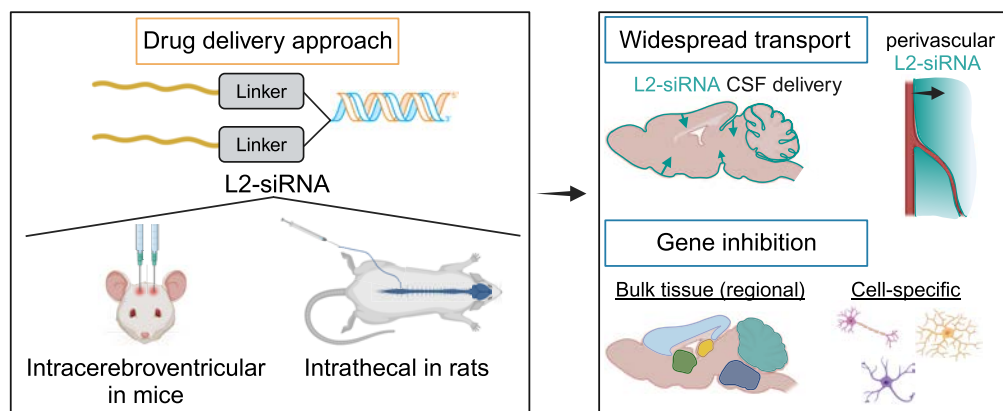 Drug delivery approach
Linker
Linker
L2-siRNA
Intracerebroventricular
in mice
Intrathecal in rats
Widespread transport
L2-siRNA CSF delivery
perivascular
L2-siRNA
Gene inhibition
Bulk tissue (regional)
Cell-specific